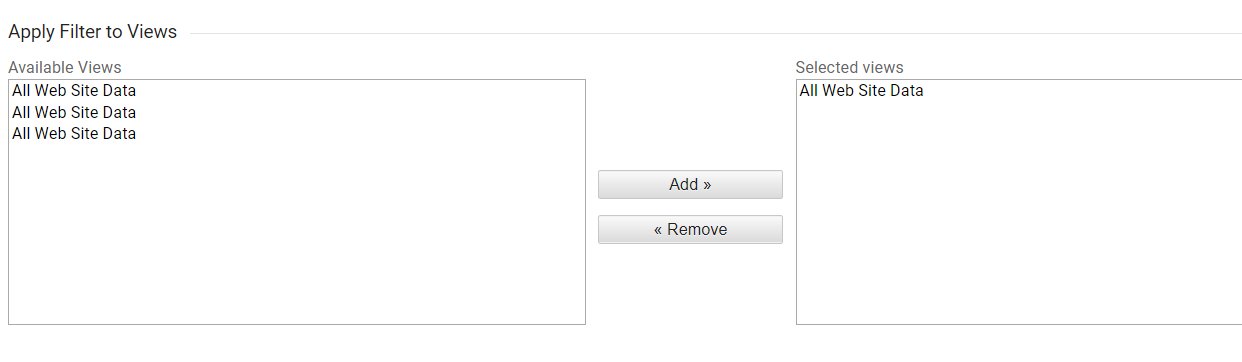 Apply Filter to Views
Available Views
All Web Site Data
All Web Site Data
All Web Site Data
Add »
« Remove
Selected views
All Web Site Data